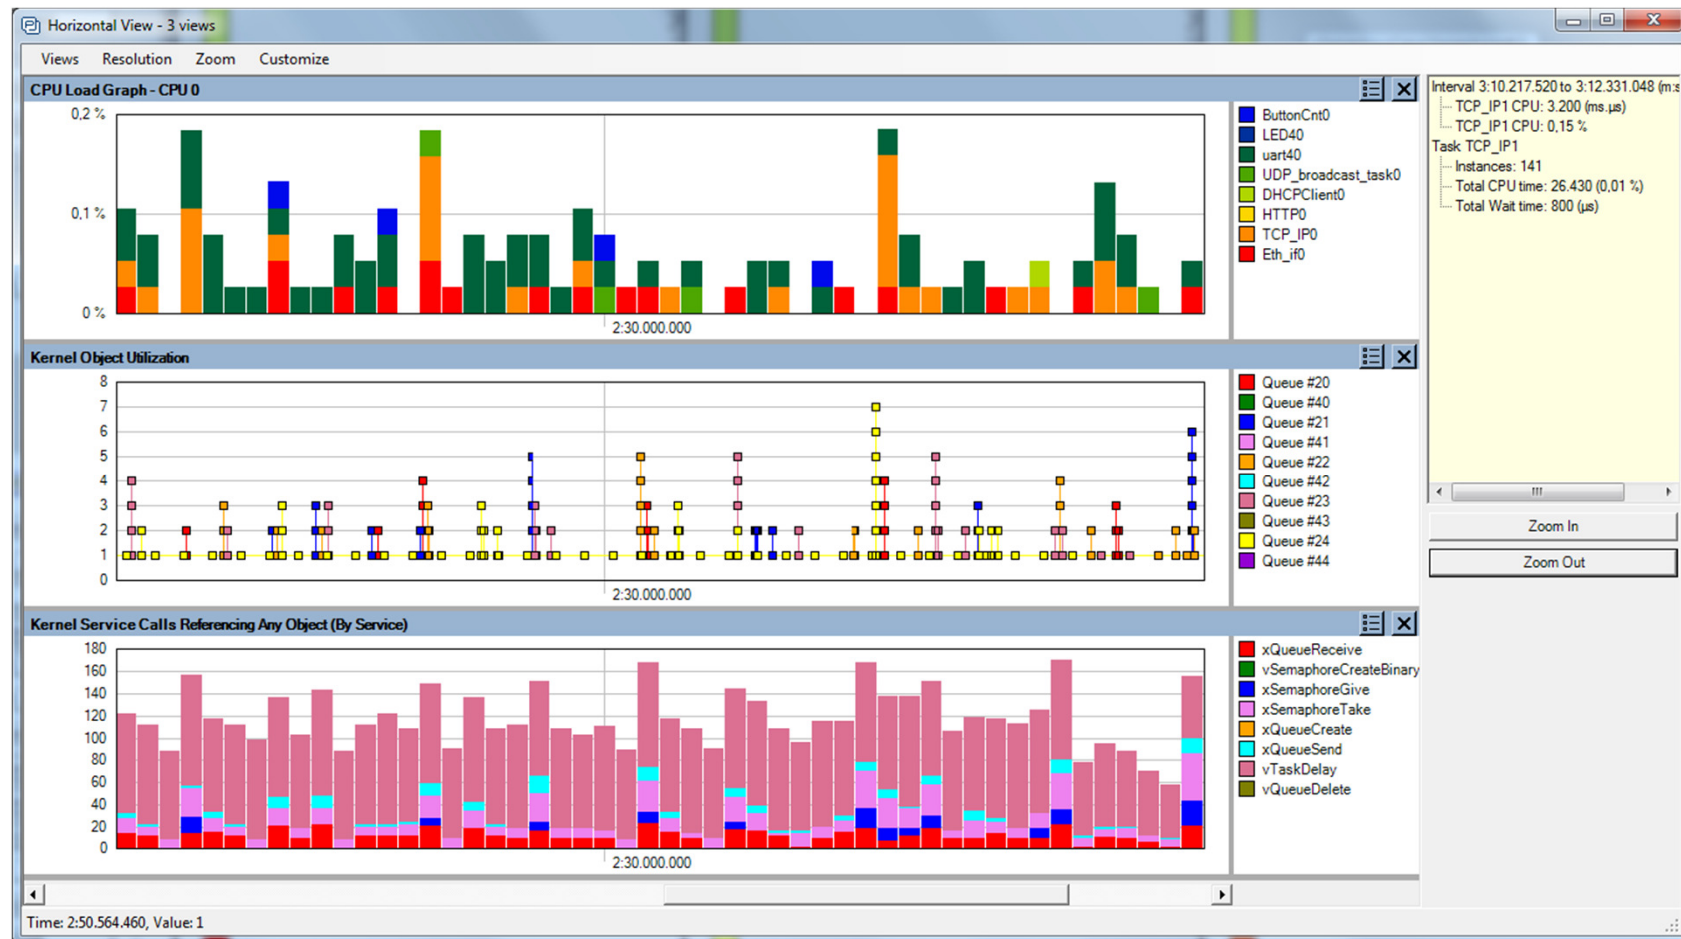 Horizontal View - 3 views
Views Resolution Zoom Customize
CPU Load Graph - CPU 0
0,2 %
0,1 %
0 %
2:30.000.000
ButtonCnt0
LED40
uart40
UDP_broadcast_task0
DHCPClient0
HTTP0
TCP_IP0
Eth_if0
Kernel Object Utilization
8
7
6
5
4
3
2
1
0
2:30.000.000
Queue #20
Queue #40
Queue #21
Queue #41
Queue #22
Queue #42
Queue #23
Queue #43
Queue #24
Queue #44
Kernel Service Calls Referencing Any Object (By Service)
180
160
140
120
100
80
60
40
20
0
2:30.000.000
xQueueReceive
vSemaphoreCreateBinary
xSemaphoreGive
xSemaphoreTake
xQueueCreate
xQueueSend
vTaskDelay
vQueueDelete
Interval 3:10.217.520 to 3:12.331.048 (m:s
TCP_IP1 CPU: 3.200 (ms.µs)
TCP_IP1 CPU: 0,15 %
Task TCP_IP1
Instances: 141
Total CPU time: 26.430 (0,01 %)
Total Wait time: 800 (µs)
Zoom In
Zoom Out
Time: 2:50.564.460, Value: 1